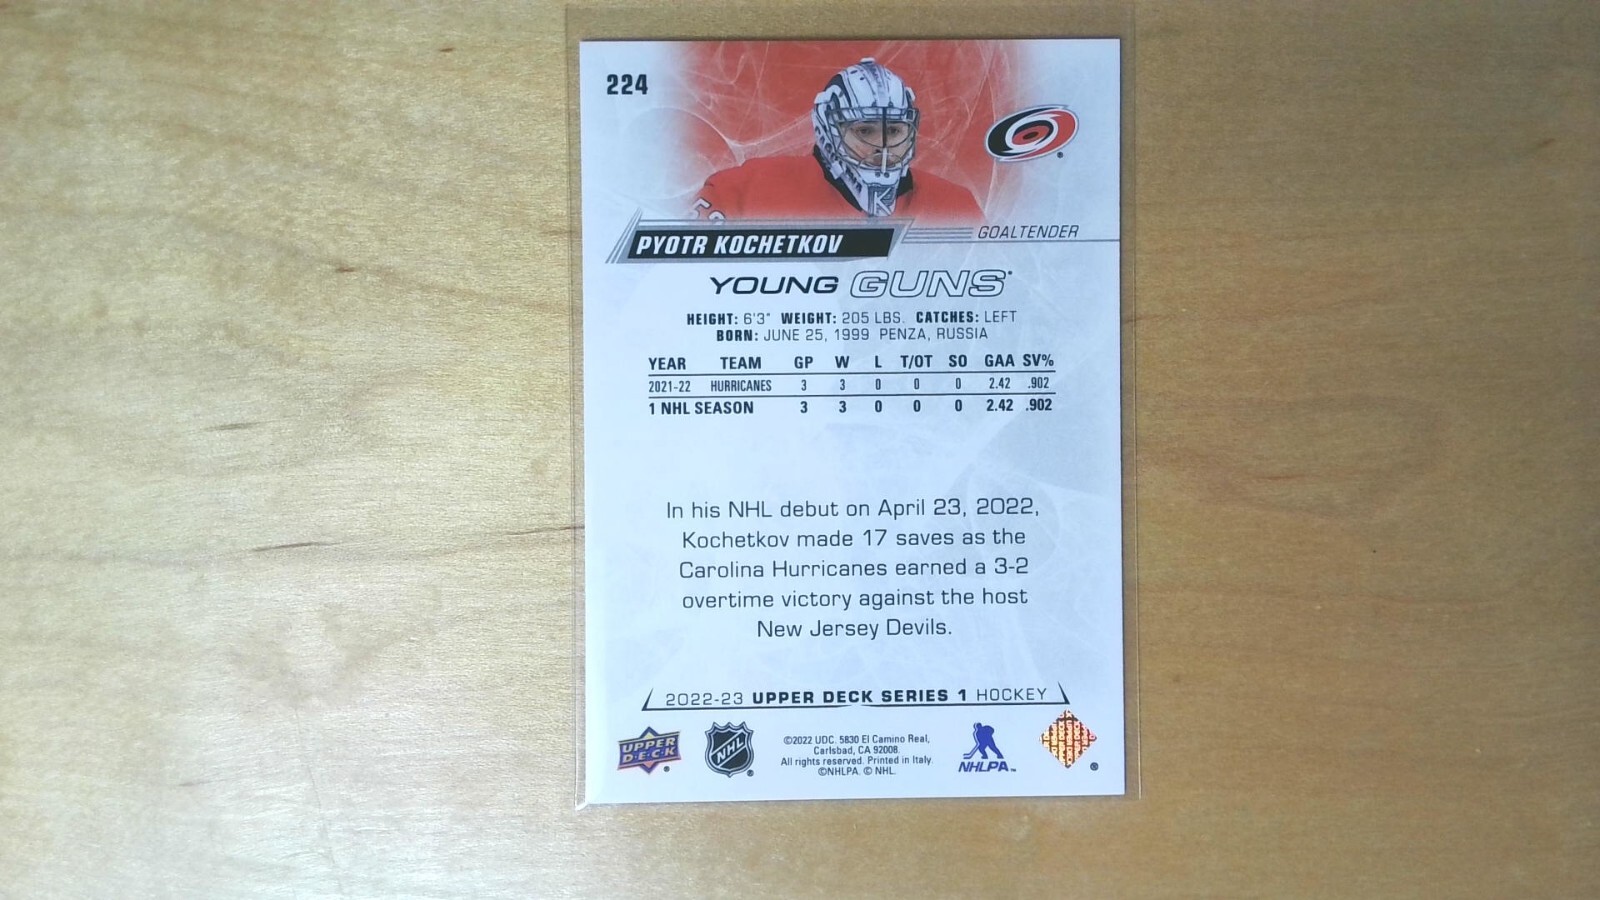 224
PYOTR KOCHETKOV
GOALTENDER
YOUNG GUNS
HEIGHT: 6'3" WEIGHT: 205 LBS. CATCHES: LEFT
BORN: JUNE 25, 1999 PENZA, RUSSIA
YEAR TEAM GP W L T/OT SO GAA SV%
2021-22 HURRICANES 3 3 0 0 0 2.42 .902
1 NHL SEASON 3 3 0 0 0 2.42 .902
In his NHL debut on April 23, 2022,
Kochetkov made 17 saves as the
Carolina Hurricanes earned a 3-2
overtime victory against the host
New Jersey Devils.
2022-23 UPPER DECK SERIES 1 HOCKEY
UPPER
DECK
NHL
©2022 UDC. 5830 El Camino Real,
Carlsbad, CA 92008.
All rights reserved. Printed in Italy.
©NHLPA. © NHL.
NHLPA™